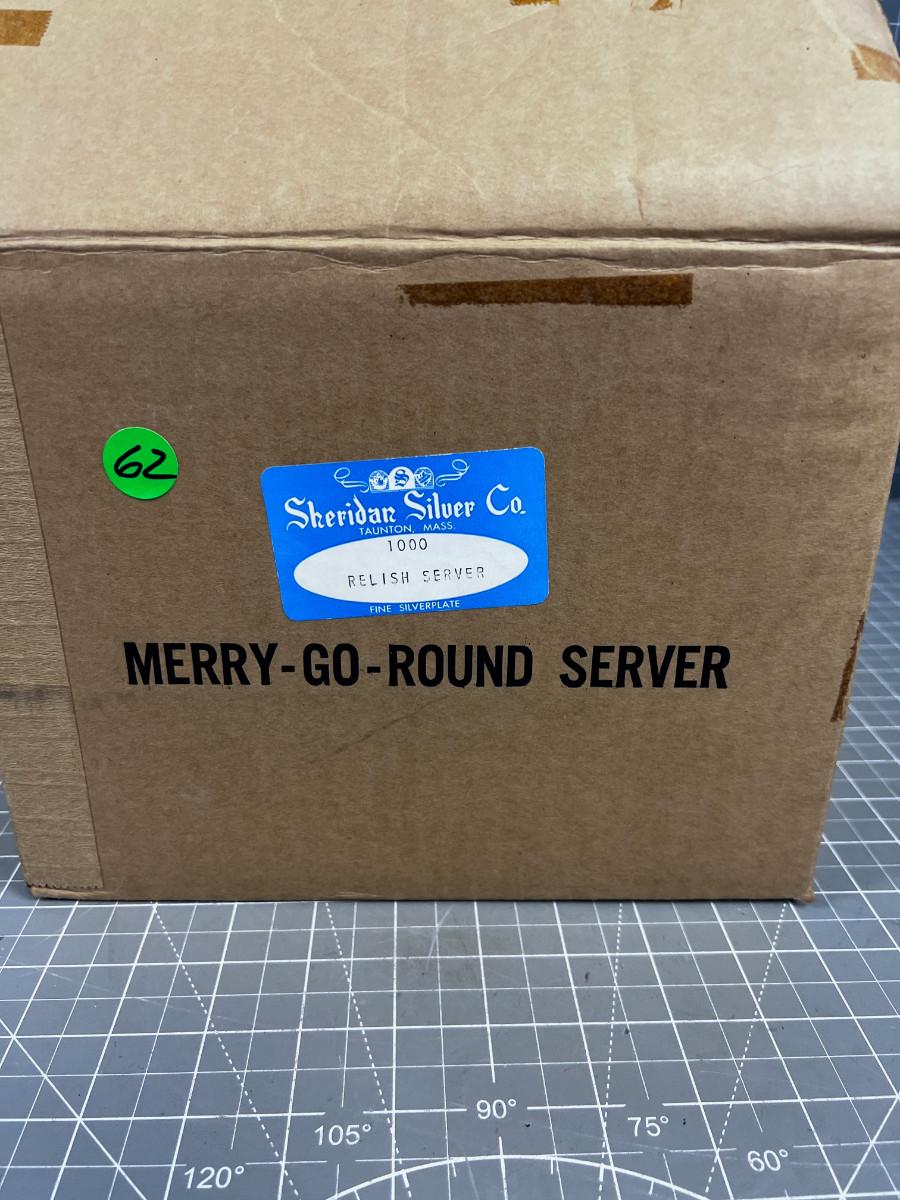 62
S
Sheridan Silver Co.
TAUNTON, MASS.
1000
RELISH SERVER
FINE SILVERPLATE
MERRY-GO-ROUND SERVER
90°
105°
75°
120°
60°